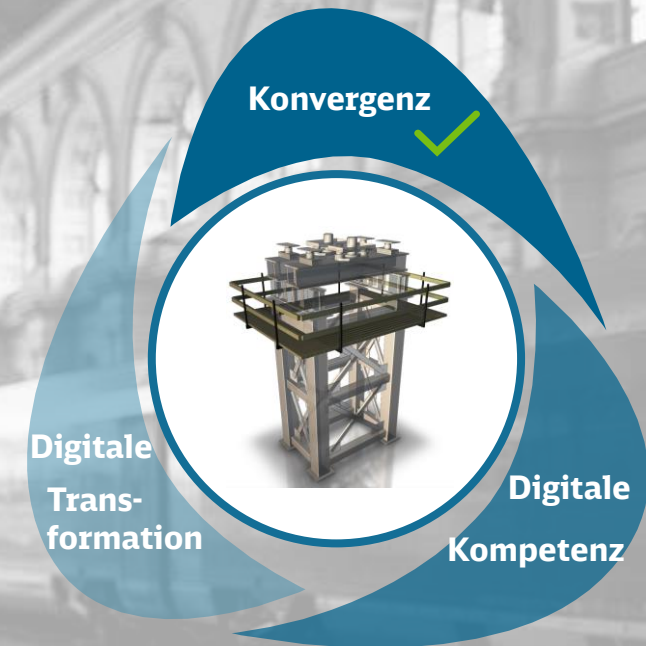 Konvergenz
Digitale
Trans-
formation
Digitale
Kompetenz